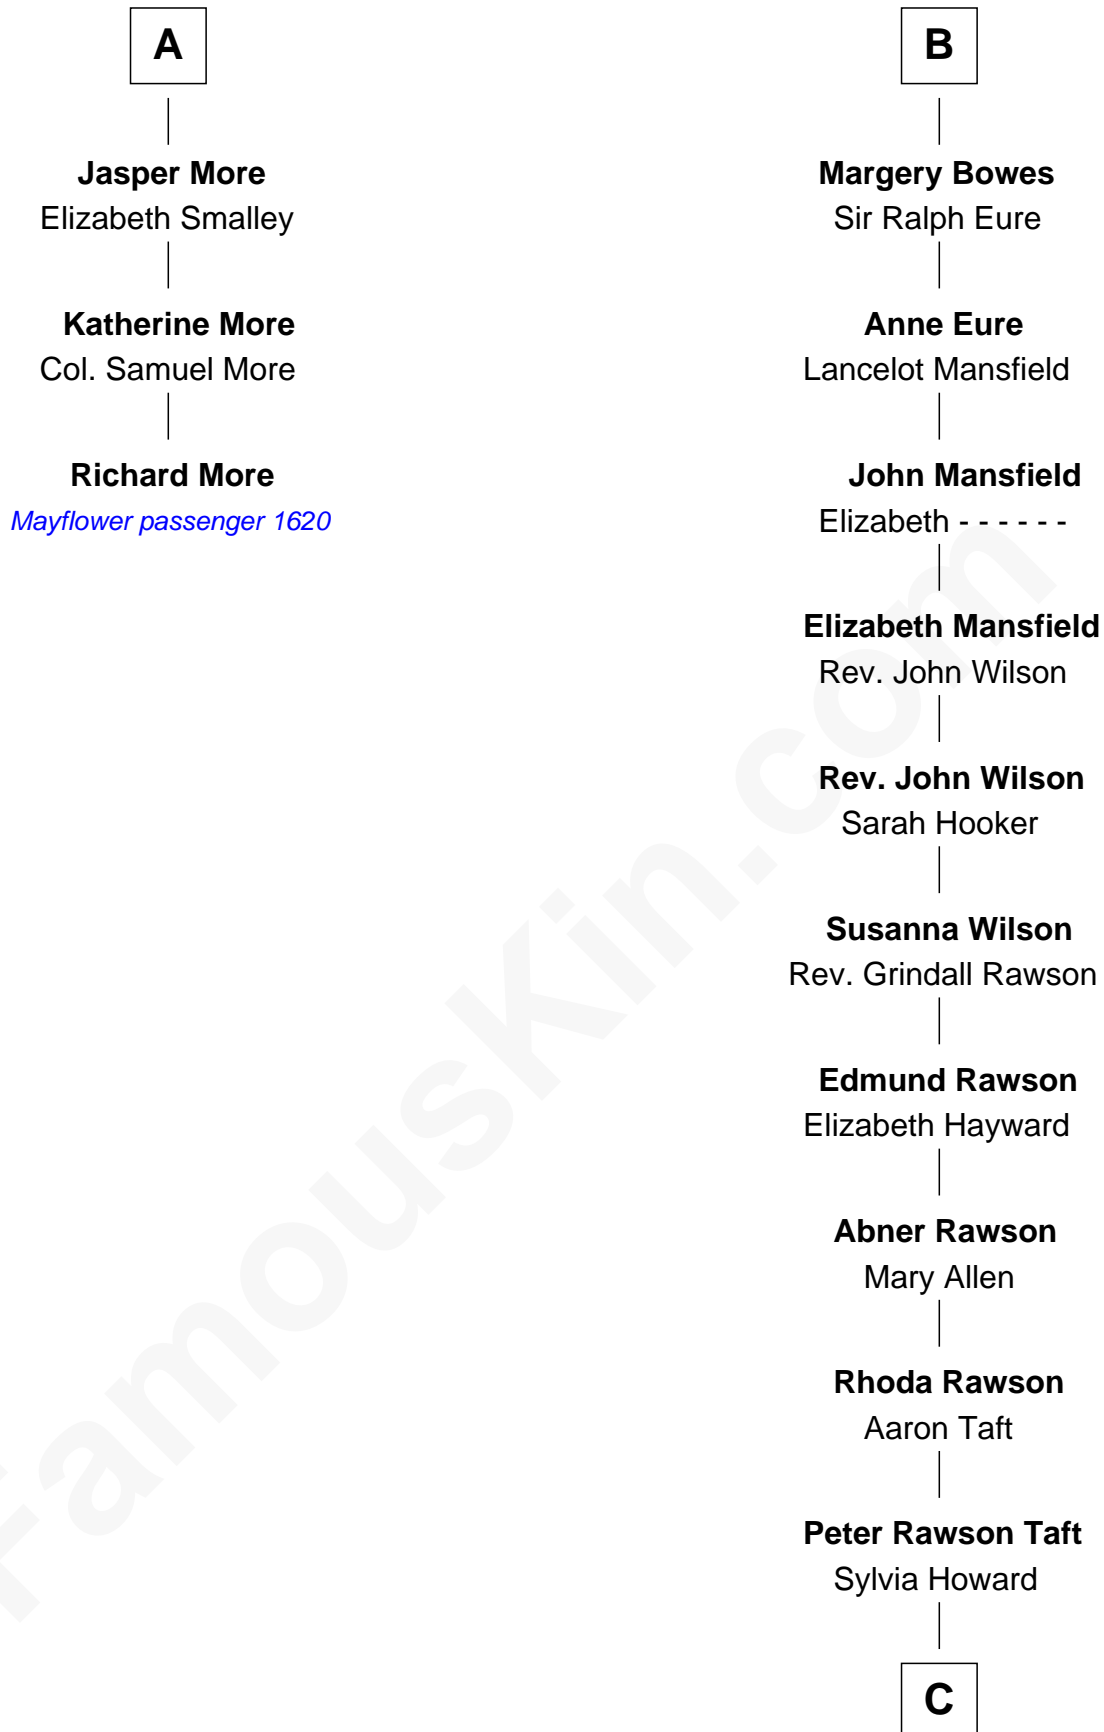 A
Jasper More
Elizabeth Smalley
Katherine More
Col. Samuel More
Richard More
Mayflower passenger 1620
B
Margery Bowes
Sir Ralph Eure
Anne Eure
Lancelot Mansfield
John Mansfield
Elizabeth - - - - - -
Elizabeth Mansfield
Rev. John Wilson
Rev. John Wilson
Sarah Hooker
Susanna Wilson
Rev. Grindall Rawson
Edmund Rawson
Elizabeth Hayward
Abner Rawson
Mary Allen
Rhoda Rawson
Aaron Taft
Peter Rawson Taft
Sylvia Howard
C
FamousKin.com